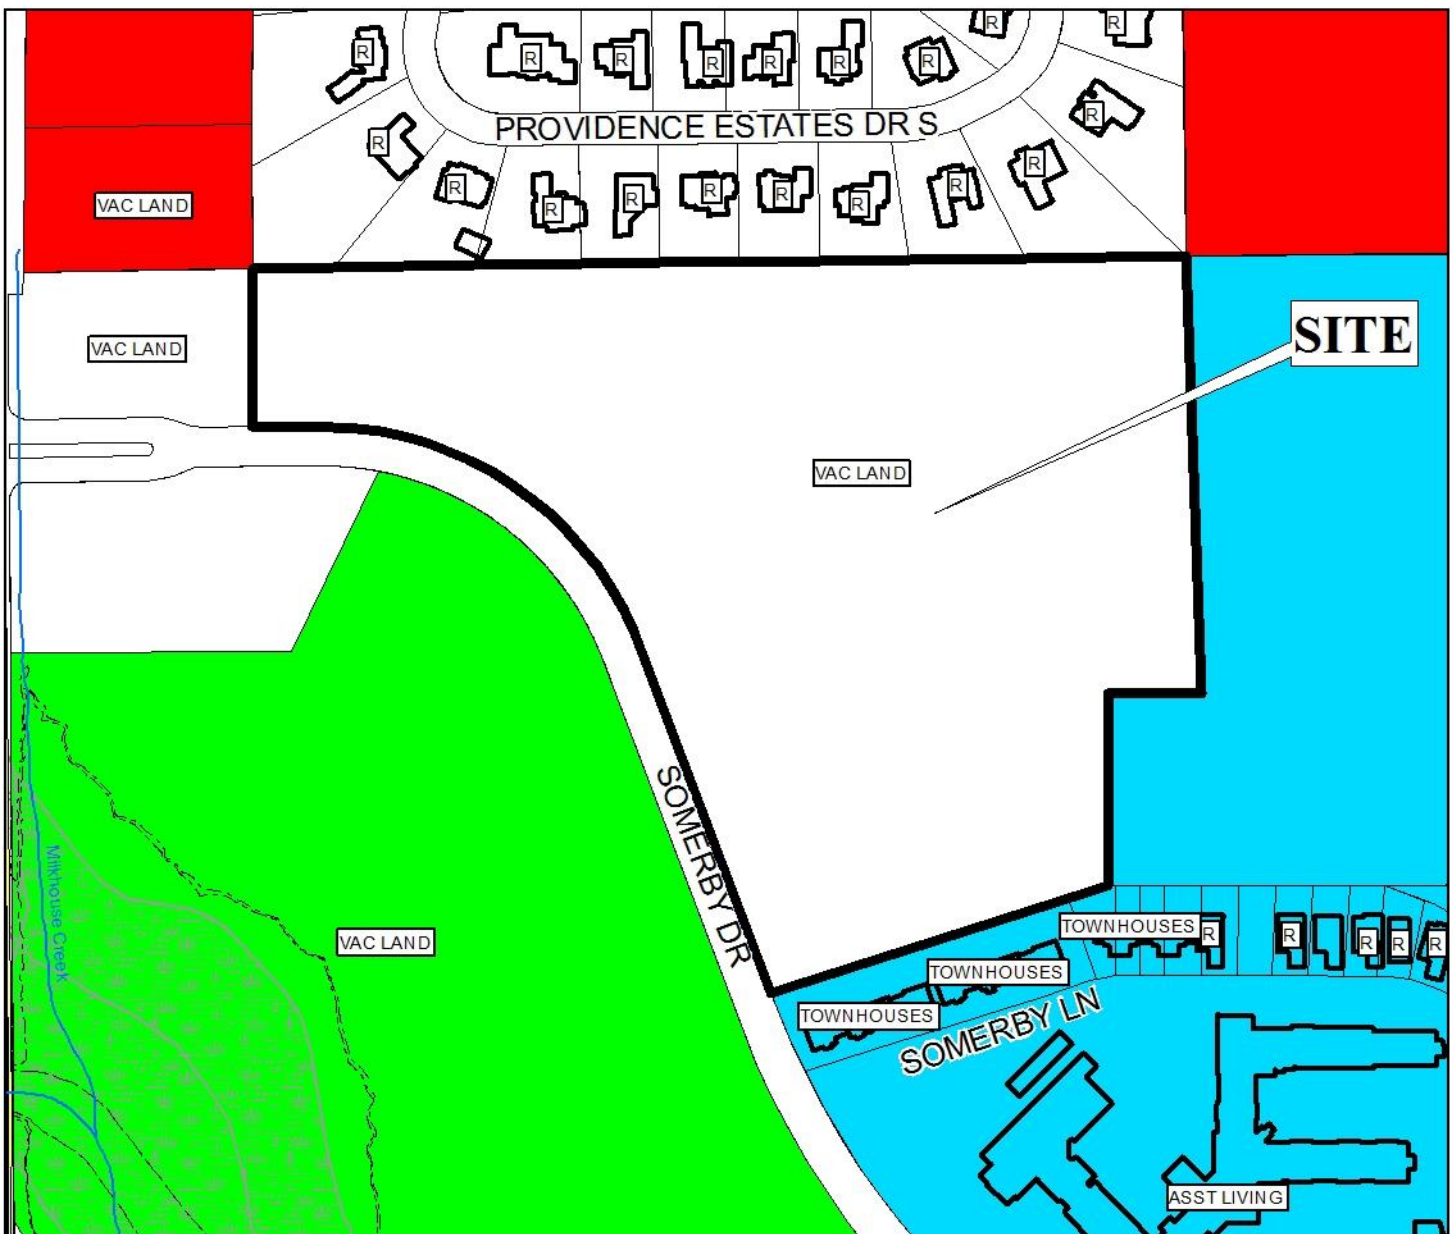 R
R
R
R
R
R
R
R
R
R
PROVIDENCE ESTATES DR S
R
R
R
R
R
R
R
R
R
R
VAC LAND
SITE
VAC LAND
VAC LAND
SOMERBY DR
Milkhouse Creek
VAC LAND
TOWNHOUSES
R
R
R
R
R
TOWNHOUSES
TOWNHOUSES
SOMERBY LN
ASST LIVING